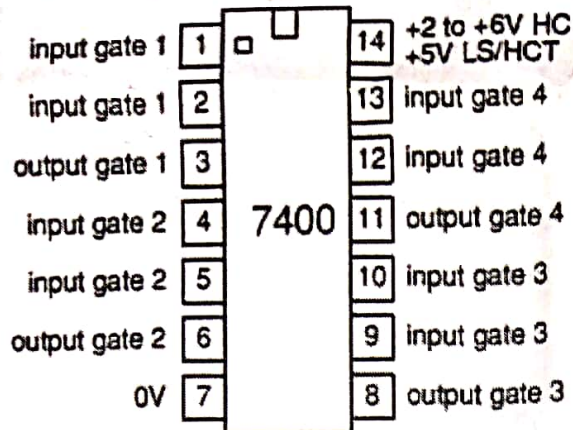 input gate 1 1
input gate 1 2
output gate 1 3
input gate 2 4
input gate 2 5
output gate 2 6
0V 7
7400
14 +2 to +6V HC
+5V LS/HCT
13 input gate 4
12 input gate 4
11 output gate 4
10 input gate 3
9 input gate 3
8 output gate 3